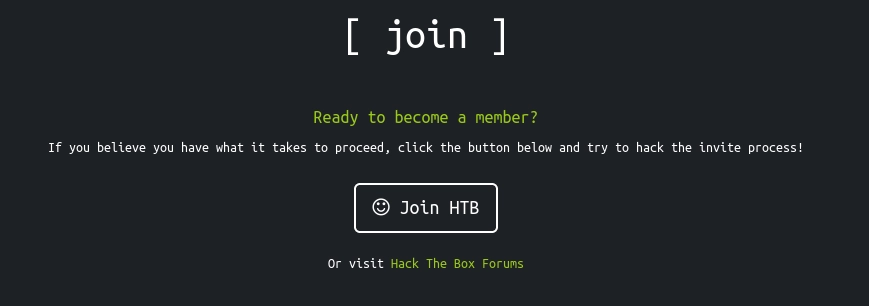 [ join ]
Ready to become a member?
If you believe you have what it takes to proceed, click the button below and try to hack the invite process!
Join HTB
Or visit Hack The Box Forums